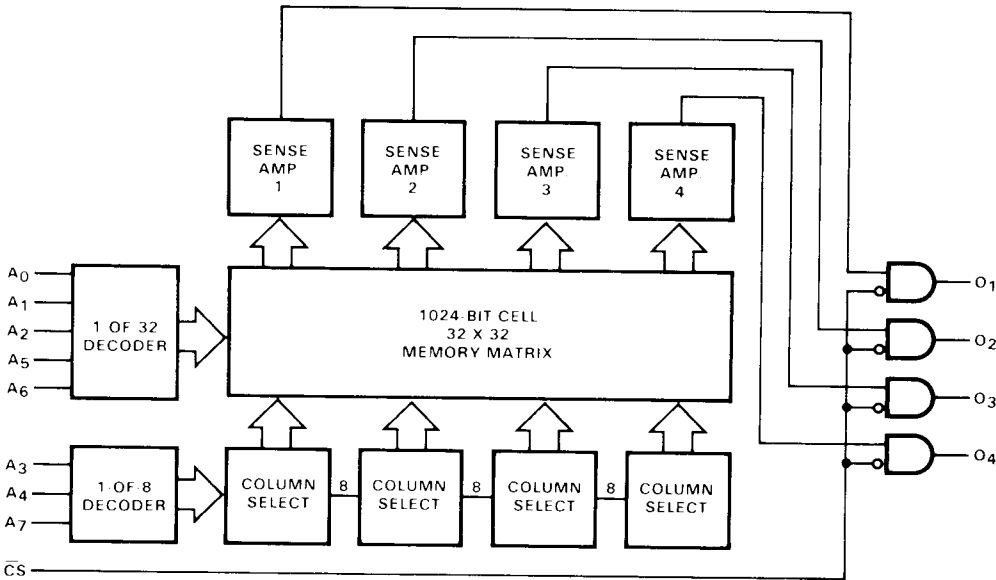 SENSE
AMP
1
SENSE
AMP
2
SENSE
AMP
3
SENSE
AMP
4
A0
A1
A2
A5
A6
1 OF 32
DECODER
1024-BIT CELL
32 X 32
MEMORY MATRIX
O1
O2
O3
O4
A3
A4
A7
1 OF 8
DECODER
COLUMN
SELECT
8
COLUMN
SELECT
8
COLUMN
SELECT
8
COLUMN
SELECT
C̅S̅